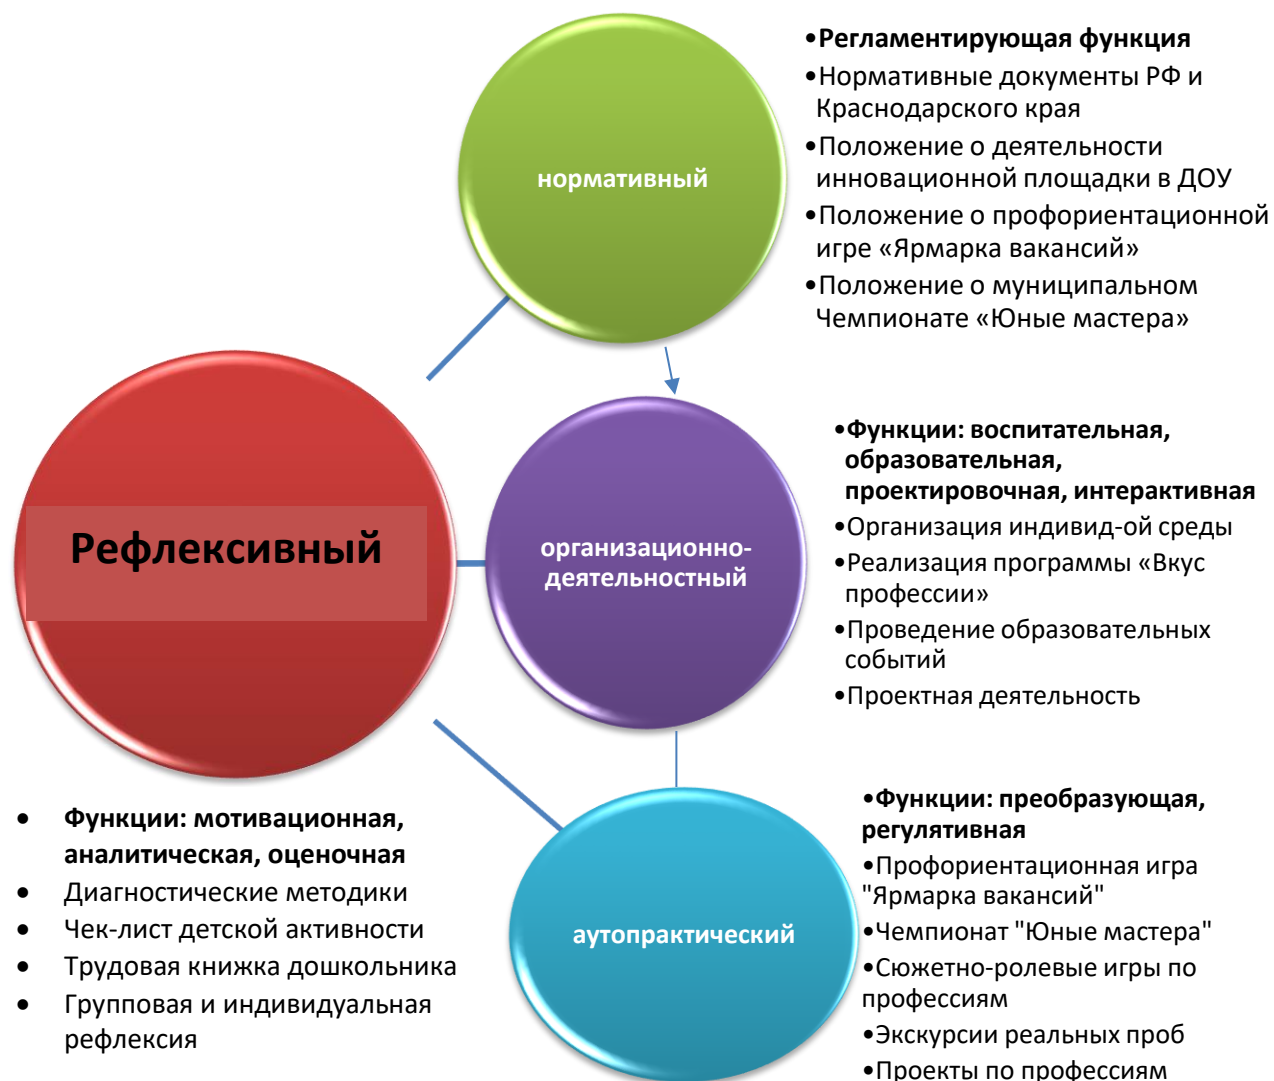 нормативный
•Регламентирующая функция
•Нормативные документы РФ и
Краснодарского края
•Положение о деятельности
инновационной площадки в ДОУ
•Положение о профориентационной
игре «Ярмарка вакансий»
•Положение о муниципальном
Чемпионате «Юные мастера»
Рефлексивный
организационно-
деятельностный
•Функции: воспитательная,
образовательная,
проектировочная, интерактивная
•Организация индивид-ой среды
•Реализация программы «Вкус
профессии»
•Проведение образовательных
событий
•Проектная деятельность
• Функции: мотивационная,
аналитическая, оценочная
• Диагностические методики
• Чек-лист детской активности
• Трудовая книжка дошкольника
• Групповая и индивидуальная
рефлексия
аутопрактический
•Функции: преобразующая,
регулятивная
•Профориентационная игра
"Ярмарка вакансий"
•Чемпионат "Юные мастера"
•Сюжетно-ролевые игры по
профессиям
•Экскурсии реальных проб
•Проекты по профессиям